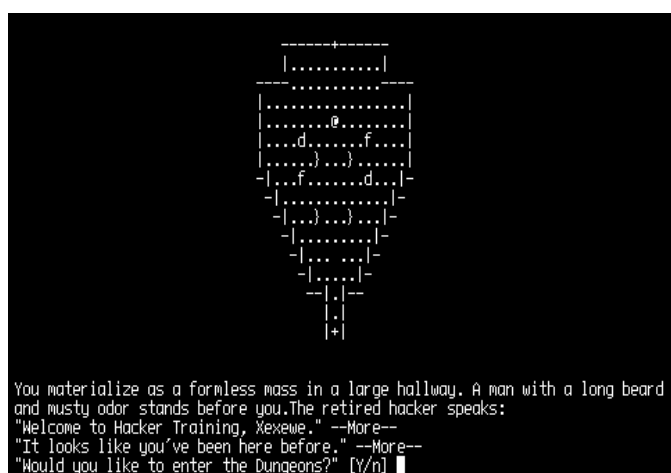 ------+------
|...........|
----...........----
|.................|
|........@........|
|....d.......f....|
|......}...}......|
-|...f.......d...|-
-|.............|-
-|...}...}...|-
-|.........|-
-|... ...|-
-|.....|-
--|.|--
|.|
|+|
You materialize as a formless mass in a large hallway. A man with a long beard
and musty odor stands before you.The retired hacker speaks:
"Welcome to Hacker Training, Xexewe." --More--
"It looks like you've been here before." --More--
"Would you like to enter the Dungeons?" [Y/n]